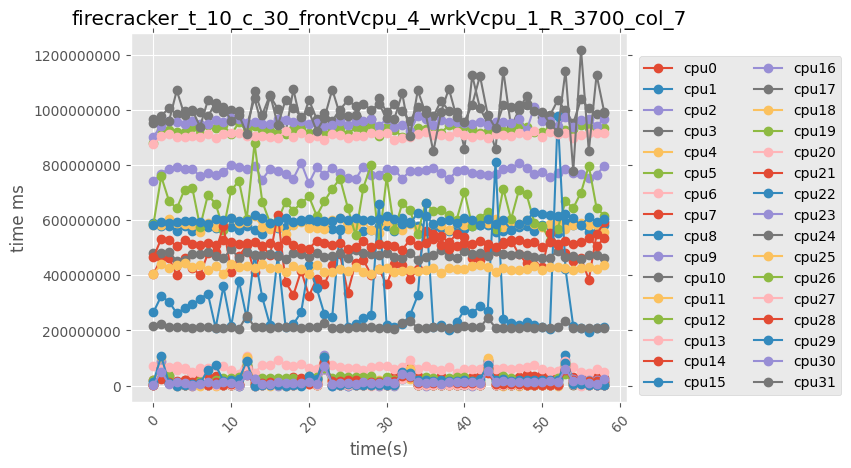 firecracker_t_10_c_30_frontVcpu_4_wrkVcpu_1_R_3700_col_7
time ms
1200000000
1000000000
800000000
600000000
400000000
200000000
0
0
10
20
30
40
50
60
time(s)
cpu0
cpu1
cpu2
cpu3
cpu4
cpu5
cpu6
cpu7
cpu8
cpu9
cpu10
cpu11
cpu12
cpu13
cpu14
cpu15
cpu16
cpu17
cpu18
cpu19
cpu20
cpu21
cpu22
cpu23
cpu24
cpu25
cpu26
cpu27
cpu28
cpu29
cpu30
cpu31